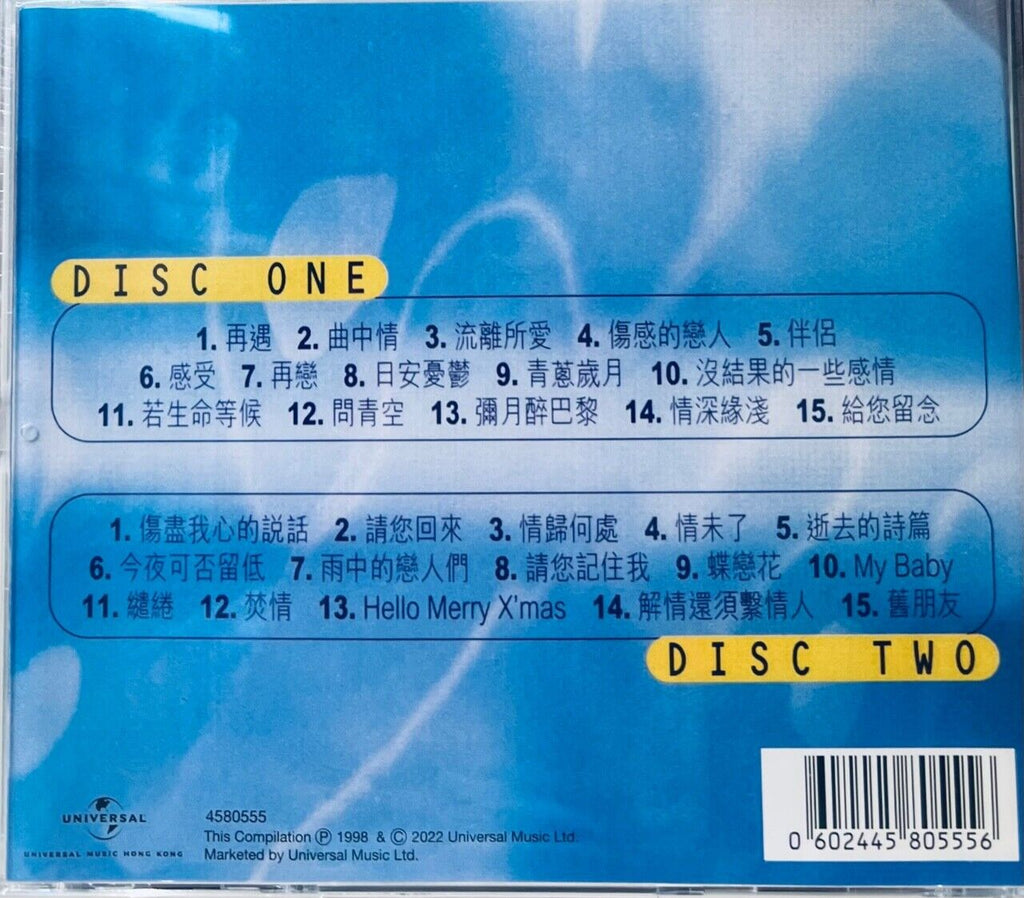 DISC ONE
1. 再遇 2. 曲中情 3. 流離所愛 4. 傷感的戀人 5. 伴侶
6. 感受 7. 再戀 8. 日安憂鬱 9. 青蔥歲月 10. 沒結果的一些感情
11. 若生命等候 12. 問青空 13. 彌月醉巴黎 14. 情深緣淺 15. 給您留念
1. 傷盡我心的説話 2. 請您回來 3. 情歸何處 4. 情未了 5. 逝去的詩篇
6. 今夜可否留低 7. 雨中的戀人們 8. 請您記住我 9. 蝶戀花 10. My Baby
11. 繾綣 12. 焚情 13. Hello Merry X'mas 14. 解情還須繫情人 15. 舊朋友
DISC TWO
UNIVERSAL
UNIVERSAL MUSIC HONG KONG
4580555
This Compilation Ⓟ 1998 & © 2022 Universal Music Ltd.
Marketed by Universal Music Ltd.
0 602445 805556